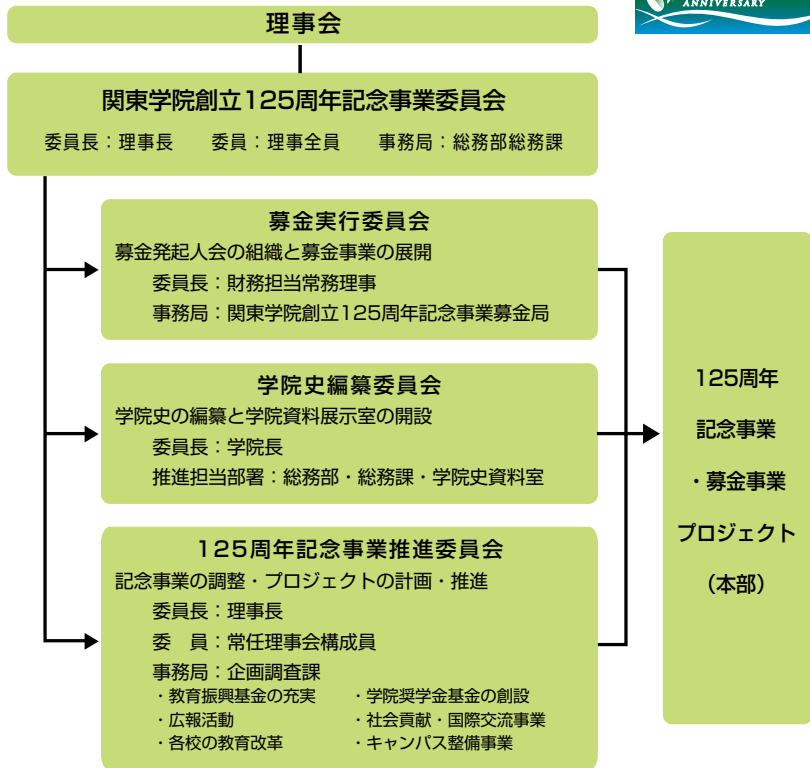 ANNIVERSARY
理事会
関東学院創立125周年記念事業委員会
委員長：理事長　委員：理事全員　事務局：総務部総務課
募金実行委員会
募金発起人会の組織と募金事業の展開
委員長：財務担当常務理事
事務局：関東学院創立125周年記念事業募金局
学院史編纂委員会
学院史の編纂と学院資料展示室の開設
委員長：学院長
推進担当部署：総務部・総務課・学院史資料室
125周年記念事業推進委員会
記念事業の調整・プロジェクトの計画・推進
委員長：理事長
委　員：常任理事会構成員
事務局：企画調査課
・教育振興基金の充実　・学院奨学金基金の創設
・広報活動　・社会貢献・国際交流事業
・各校の教育改革　・キャンパス整備事業
125周年
記念事業
・募金事業
プロジェクト
（本部）